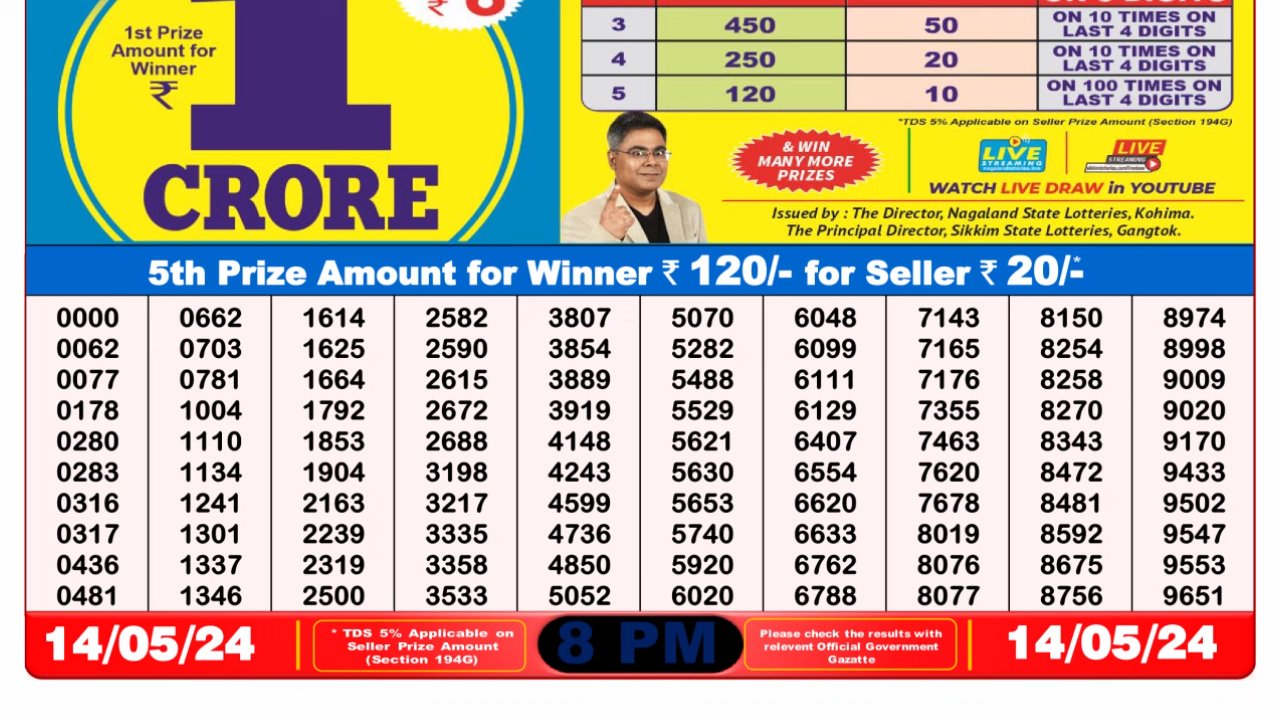 ₹ 6
1st Prize
Amount for
Winner
₹
1
CRORE
3 450 50 ON 10 TIMES ON LAST 4 DIGITS
4 250 20 ON 10 TIMES ON LAST 4 DIGITS
5 120 10 ON 100 TIMES ON LAST 4 DIGITS
*TDS 5% Applicable on Seller Prize Amount (Section 194G)
& WIN
MANY MORE
PRIZES
LIVE
STREAMING
LIVE
STREAMING
WATCH LIVE DRAW in YOUTUBE
Issued by : The Director, Nagaland State Lotteries, Kohima.
The Principal Director, Sikkim State Lotteries, Gangtok.
5th Prize Amount for Winner ₹ 120/- for Seller ₹ 20/-*
0000 0662 1614 2582 3807 5070 6048 7143 8150 8974
0062 0703 1625 2590 3854 5282 6099 7165 8254 8998
0077 0781 1664 2615 3889 5488 6111 7176 8258 9009
0178 1004 1792 2672 3919 5529 6129 7355 8270 9020
0280 1110 1853 2688 4148 5621 6407 7463 8343 9170
0283 1134 1904 3198 4243 5630 6554 7620 8472 9433
0316 1241 2163 3217 4599 5653 6620 7678 8481 9502
0317 1301 2239 3335 4736 5740 6633 8019 8592 9547
0436 1337 2319 3358 4850 5920 6762 8076 8675 9553
0481 1346 2500 3533 5052 6020 6788 8077 8756 9651
14/05/24
* TDS 5% Applicable on
Seller Prize Amount
(Section 194G)
8 PM
Please check the results with
relevent Official Government
Gazatte
14/05/24